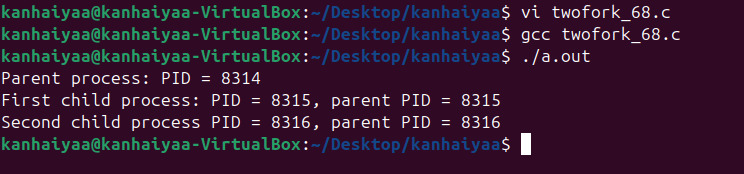 kanhaiyaa@kanhaiyaa-VirtualBox:~/Desktop/kanhaiyaa$ vi twofork_68.c
kanhaiyaa@kanhaiyaa-VirtualBox:~/Desktop/kanhaiyaa$ gcc twofork_68.c
kanhaiyaa@kanhaiyaa-VirtualBox:~/Desktop/kanhaiyaa$ ./a.out
Parent process: PID = 8314
First child process: PID = 8315, parent PID = 8315
Second child process PID = 8316, parent PID = 8316
kanhaiyaa@kanhaiyaa-VirtualBox:~/Desktop/kanhaiyaa$